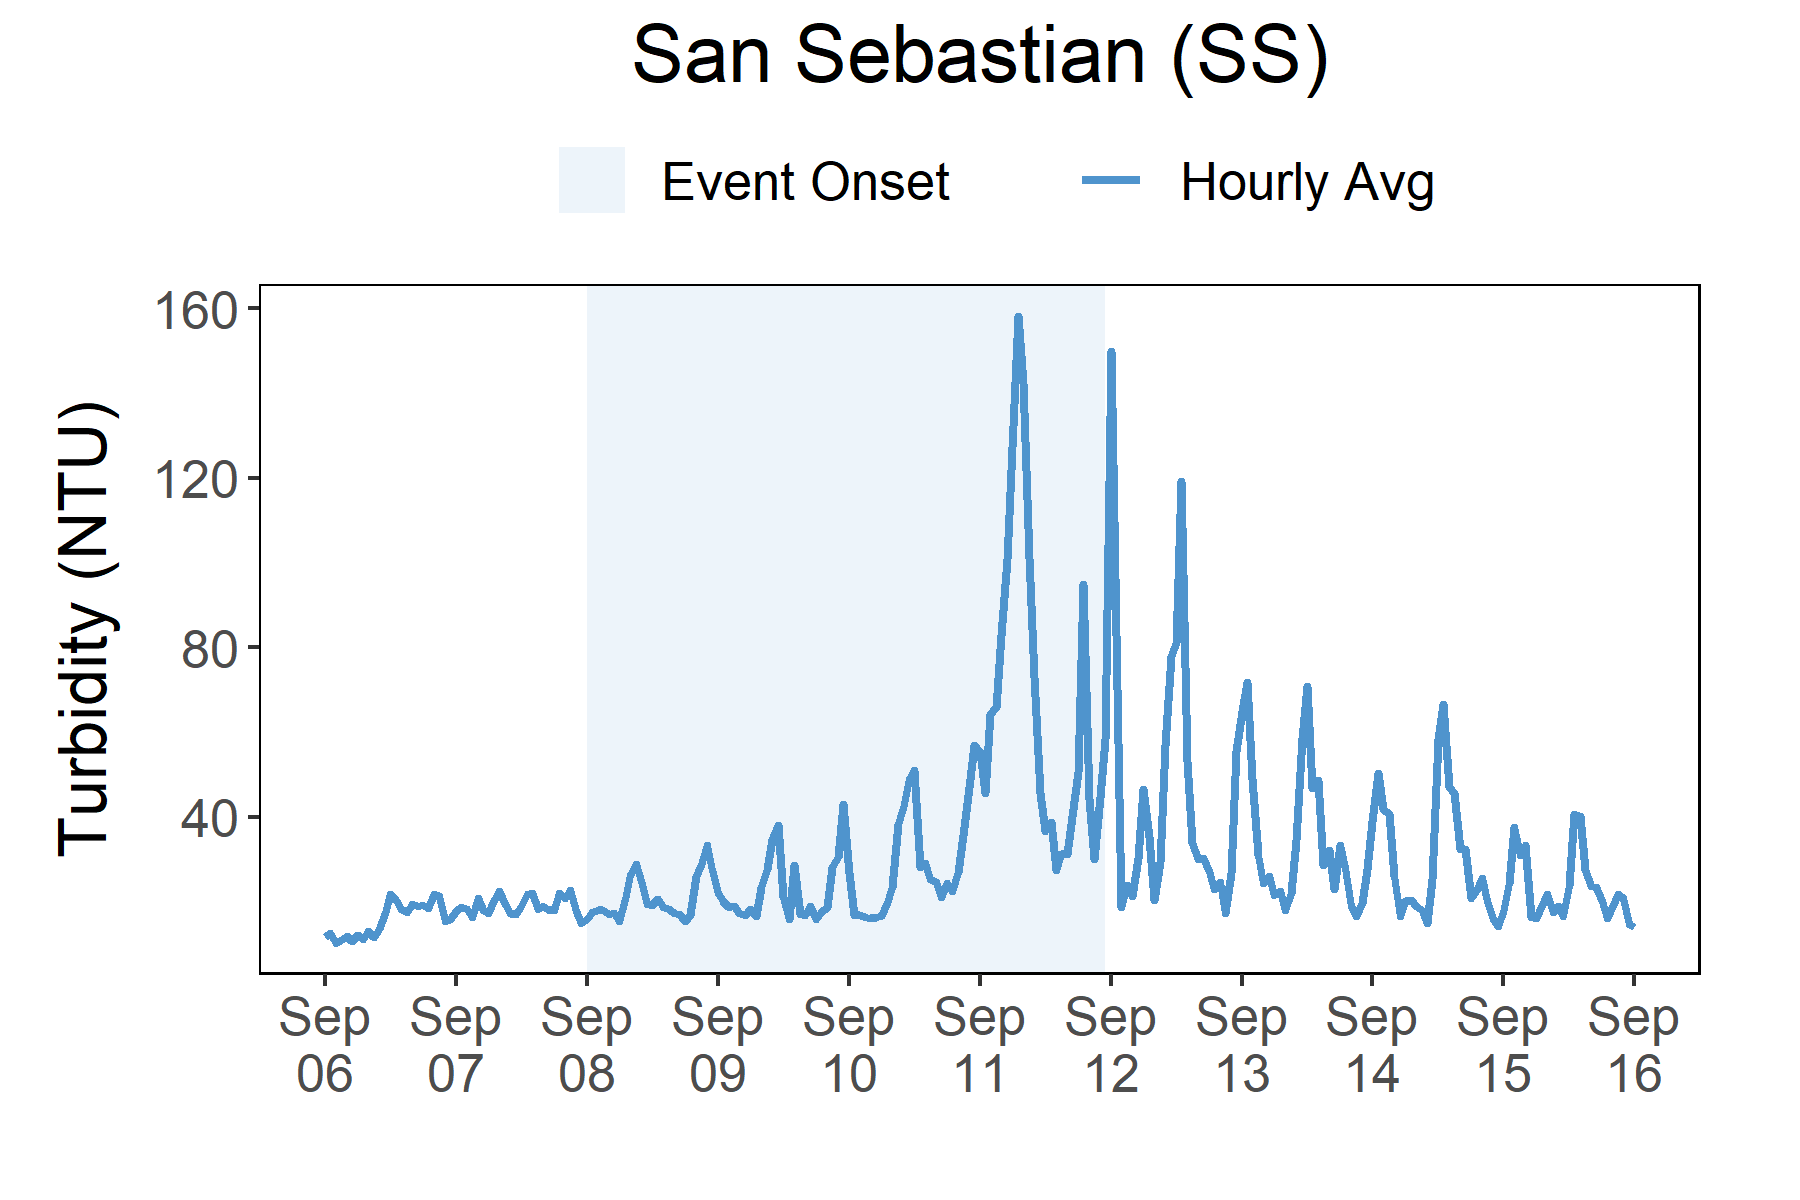 San Sebastian (SS)
Event Onset
Hourly Avg
Turbidity (NTU)
160
120
80
40
Sep 06
Sep 07
Sep 08
Sep 09
Sep 10
Sep 11
Sep 12
Sep 13
Sep 14
Sep 15
Sep 16